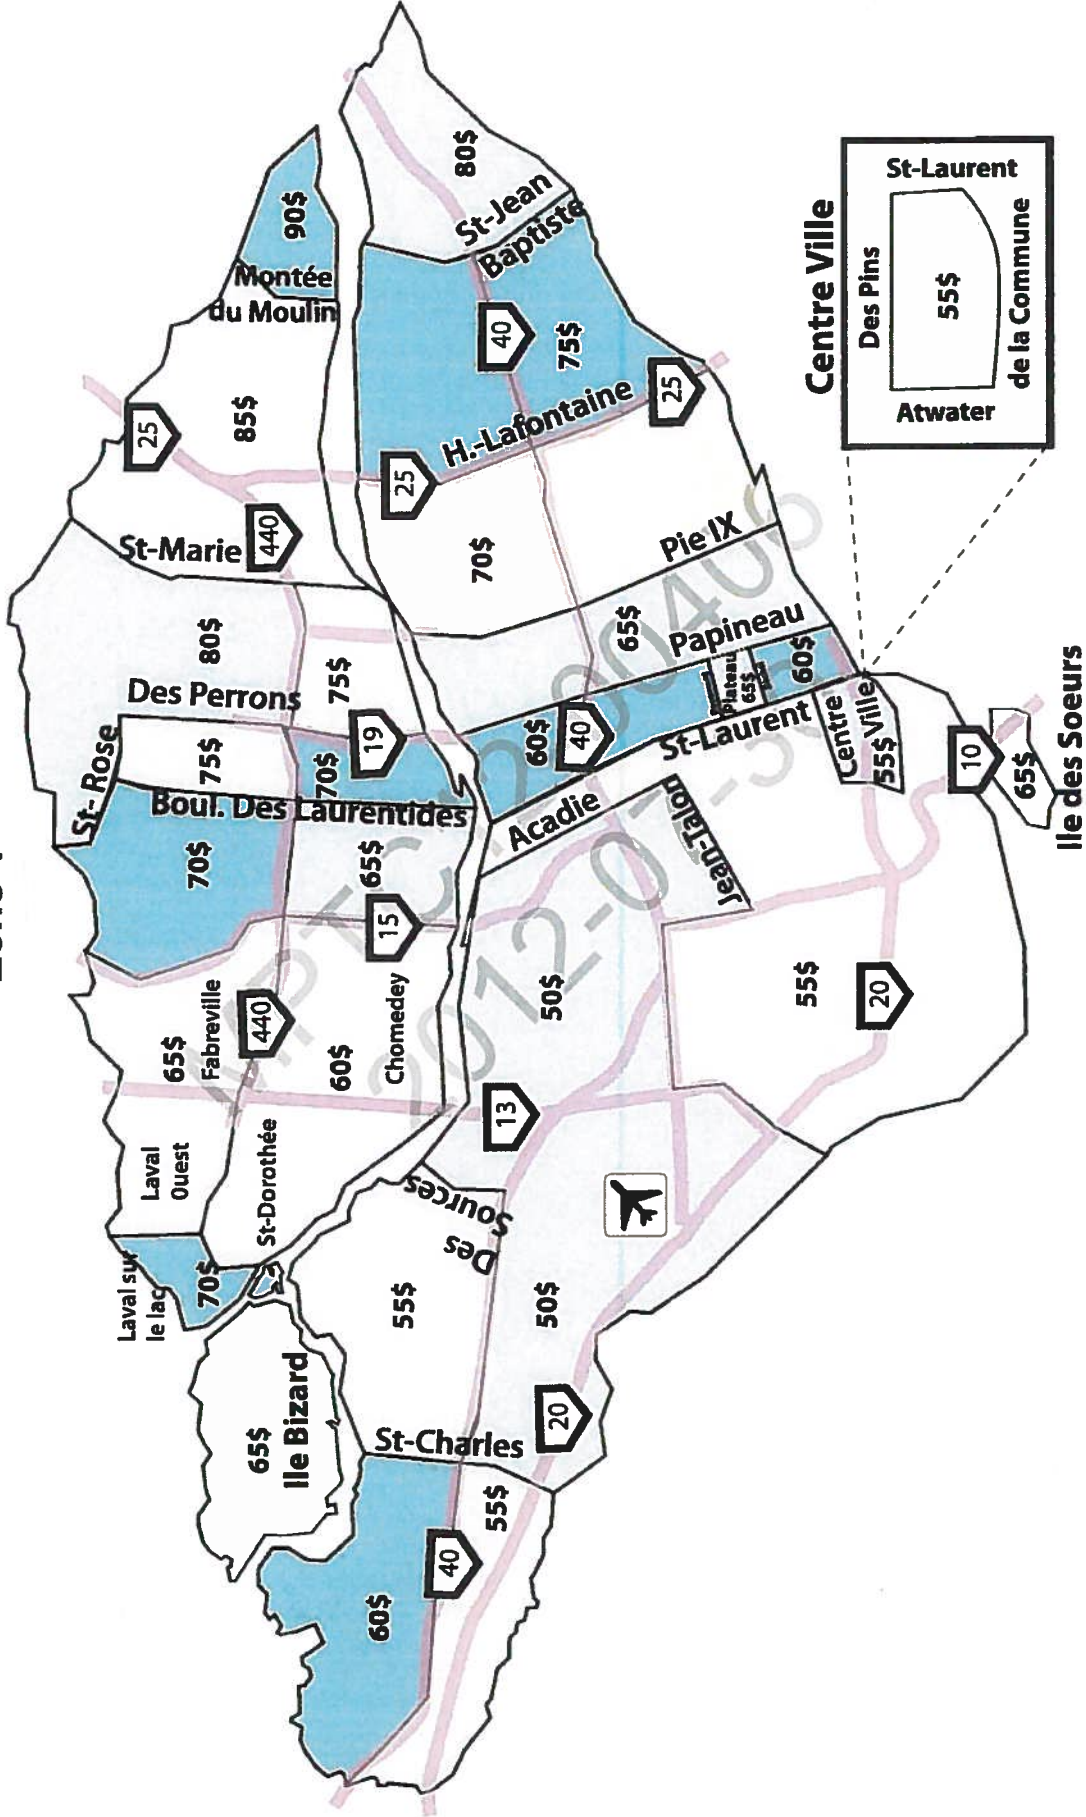 90$
Montée
du Moulin
85$
25
440
St-Marie
80$
Des Perrons
75$
75$
St- Rose
70$
19
Boul. Des Laurentides
70$
65$
15
65$
Fabreville
440
60$
Chomedey
Laval
Ouest
St-Dorothée
Laval sur
le lac
70$
65$
Ile Bizard
80$
St-Jean
Baptiste
40
75$
H.-Lafontaine
25
25
70$
Pie IX
65$
Papineau
60$
40
Plateau
65$
60$
St-Laurent
Acadie
Jean-Talon
Centre
Ville
55$
10
65$
Ile des Soeurs
50$
13
55$
20
Des
Sources
55$
50$
20
St-Charles
60$
40
55$
Centre Ville
Des Pins
St-Laurent
55$
Atwater
de la Commune
2012-0